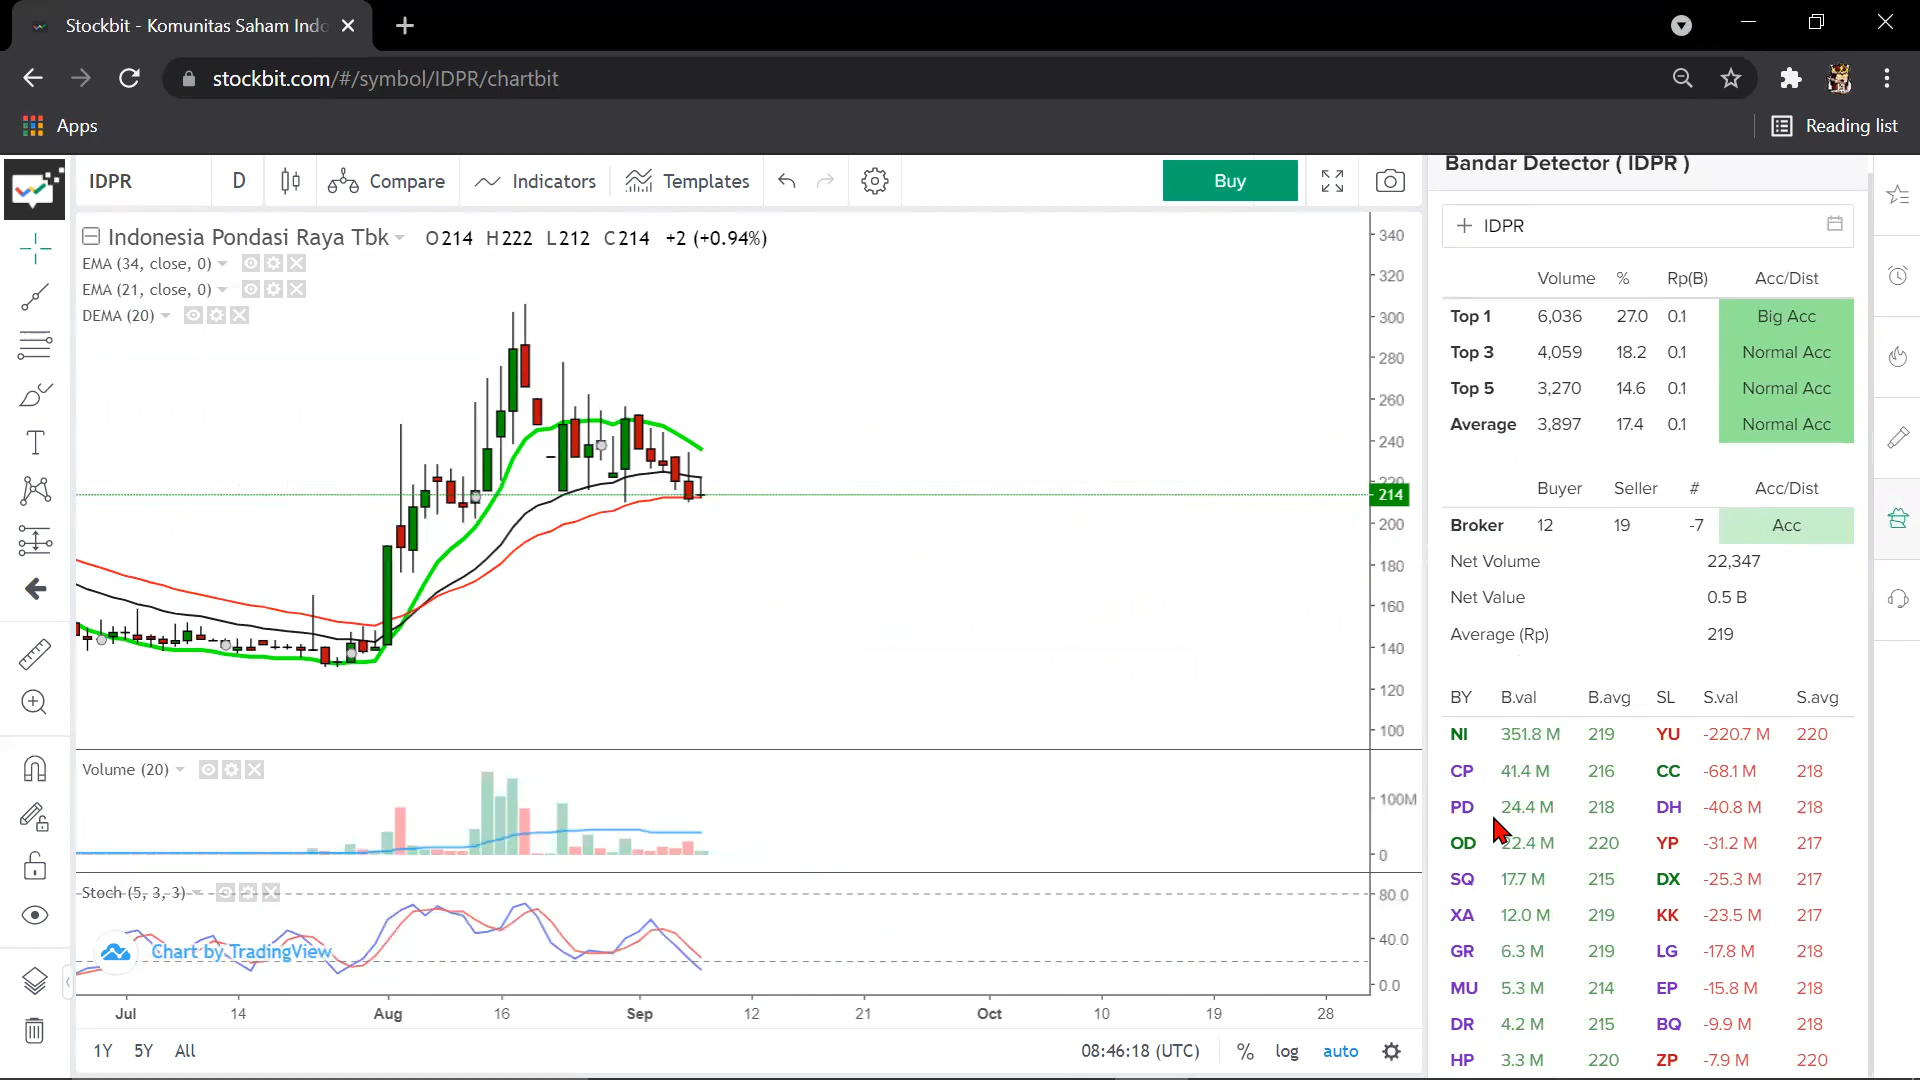 Stockbit - Komunitas Saham Indo
stockbit.com/#/symbol/IDPR/chartbit
Apps
Reading list
IDPR
D
Compare
Indicators
Templates
Buy
Indonesia Pondasi Raya Tbk O214 H222 L212 C214 +2 (+0.94%)
EMA (34, close, 0)
EMA (21, close, 0)
DEMA (20)
340
320
300
280
260
240
220
214
200
180
160
140
120
100
Volume (20)
100M
0
Stoch (5, 3, 3)
80.0
40.0
0.0
Chart by TradingView
Jul 14 Aug 16 Sep 12 21 Oct 10 19 28
1Y 5Y All
08:46:18 (UTC) % log auto
Bandar Detector ( IDPR )
IDPR
Volume % Rp(B) Acc/Dist
Top 1 6,036 27.0 0.1 Big Acc
Top 3 4,059 18.2 0.1 Normal Acc
Top 5 3,270 14.6 0.1 Normal Acc
Average 3,897 17.4 0.1 Normal Acc
Buyer Seller # Acc/Dist
Broker 12 19 -7 Acc
Net Volume 22,347
Net Value 0.5 B
Average (Rp) 219
BY B.val B.avg SL S.val S.avg
NI 351.8 M 219 YU -220.7 M 220
CP 41.4 M 216 CC -68.1 M 218
PD 24.4 M 218 DH -40.8 M 218
OD 22.4 M 220 YP -31.2 M 217
SQ 17.7 M 215 DX -25.3 M 217
XA 12.0 M 219 KK -23.5 M 217
GR 6.3 M 219 LG -17.8 M 218
MU 5.3 M 214 EP -15.8 M 218
DR 4.2 M 215 BQ -9.9 M 218
HP 3.3 M 220 ZP -7.9 M 220